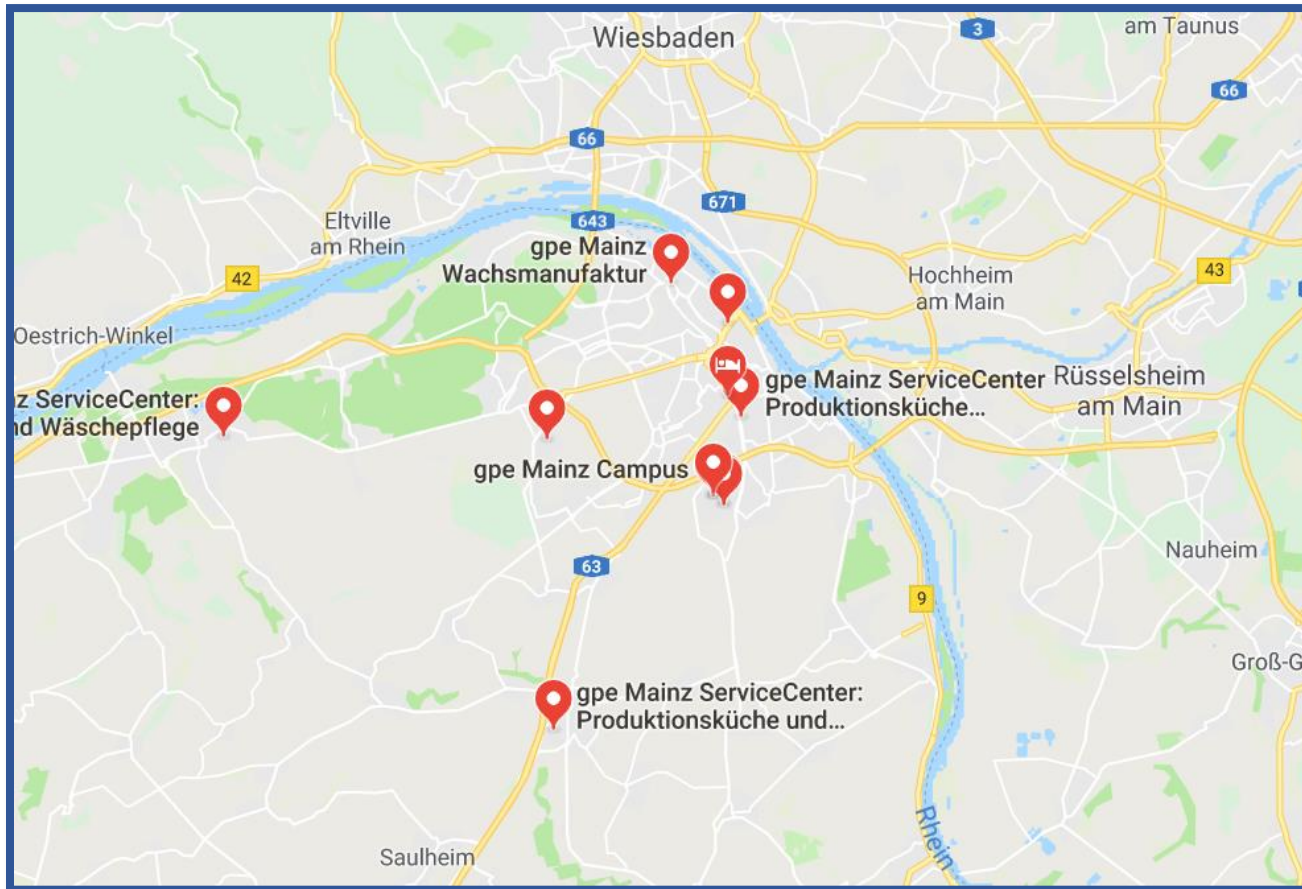 Wiesbaden
am Taunus
3
66
66
671
643
Eltville
am Rhein
gpe Mainz
Wachsmanufaktur
42
Hochheim
am Main
43
Oestrich-Winkel
z ServiceCenter:
nd Wäschepflege
gpe Mainz ServiceCenter
Produktionsküche...
Rüsselsheim
am Main
gpe Mainz Campus
63
Nauheim
9
Groß-G
gpe Mainz ServiceCenter:
Produktionsküche und...
Rhein
Saulheim